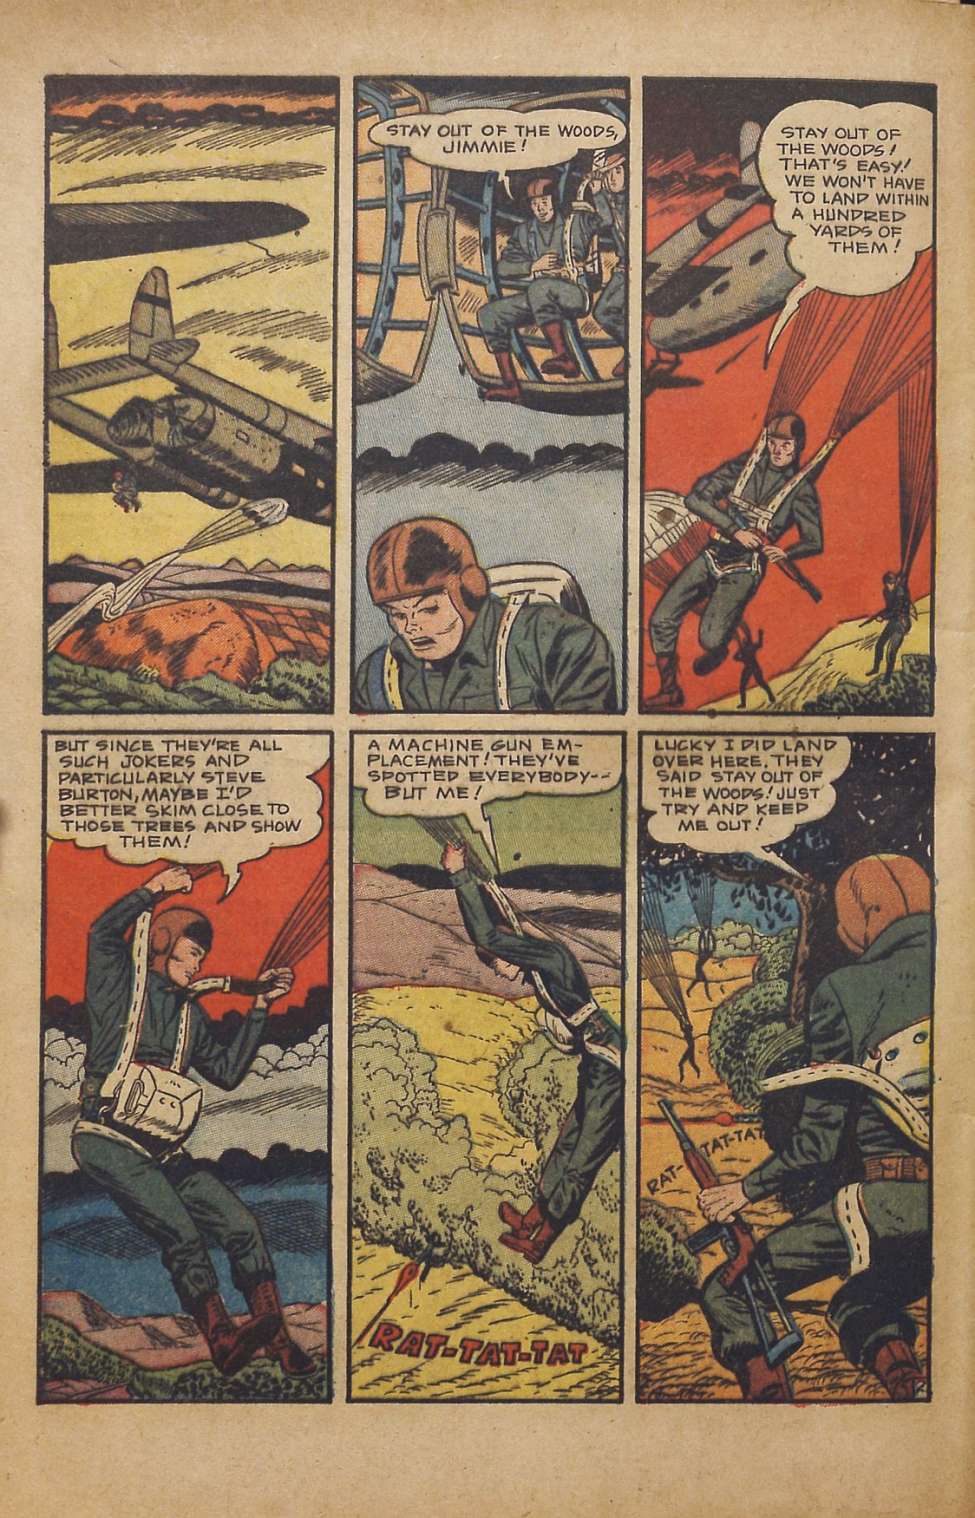 STAY OUT OF THE WOODS,
JIMMIE!
STAY OUT OF
THE WOODS!
THAT'S EASY!
WE WON'T HAVE
TO LAND WITHIN
A HUNDRED
YARDS OF
THEM!
BUT SINCE THEY'RE ALL
SUCH JOKERS AND
PARTICULARLY STEVE
BURTON, MAYBE I'D
BETTER SKIM CLOSE TO
THOSE TREES AND SHOW
THEM!
A MACHINE GUN EM-
PLACEMENT! THEY'VE
SPOTTED EVERYBODY--
BUT ME!
RAT-TAT-TAT
LUCKY I DID LAND
OVER HERE. THEY
SAID STAY OUT OF
THE WOODS! JUST
TRY AND KEEP
ME OUT!
RAT-TAT-TAT
2